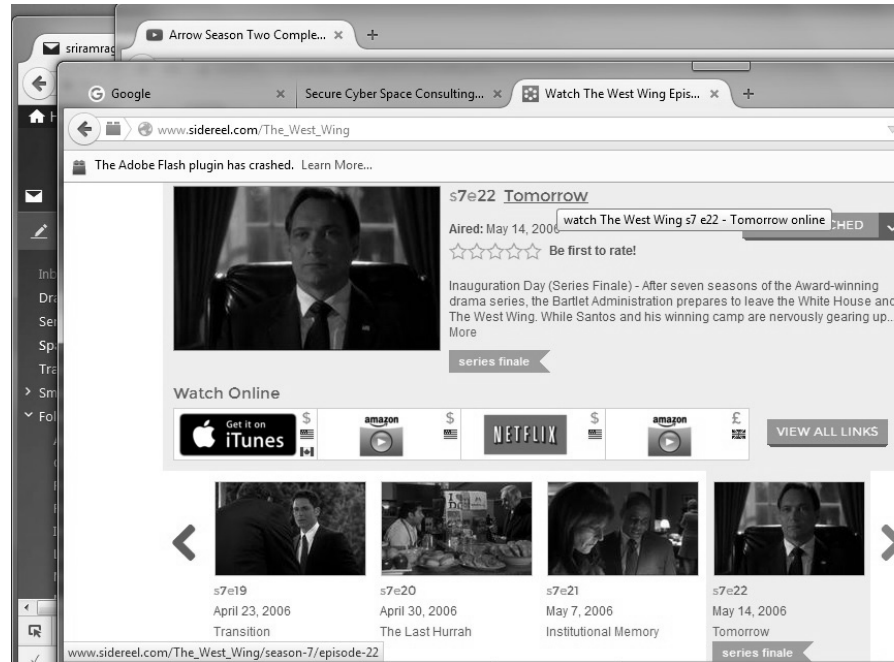 Arrow Season Two Comple...
sriramrag
Google
Secure Cyber Space Consulting...
Watch The West Wing Epis...
www.sidereel.com/The_West_Wing
The Adobe Flash plugin has crashed. Learn More...
s7e22 Tomorrow
watch The West Wing s7 e22 - Tomorrow online
Aired: May 14, 2006
CHED
Be first to rate!
Inauguration Day (Series Finale) - After seven seasons of the Award-winning
drama series, the Bartlet Administration prepares to leave the White House and
The West Wing. While Santos and his winning camp are nervously gearing up...
More
series finale
Watch Online
Get it on
iTunes
$
amazon
$
NETFLIX
$
amazon
£
VIEW ALL LINKS
Inb
Dra
Sen
Spa
Tra
Sm
Fol
s7e19
April 23, 2006
Transition
s7e20
April 30, 2006
The Last Hurrah
s7e21
May 7, 2006
Institutional Memory
s7e22
May 14, 2006
Tomorrow
series finale
www.sidereel.com/The_West_Wing/season-7/episode-22